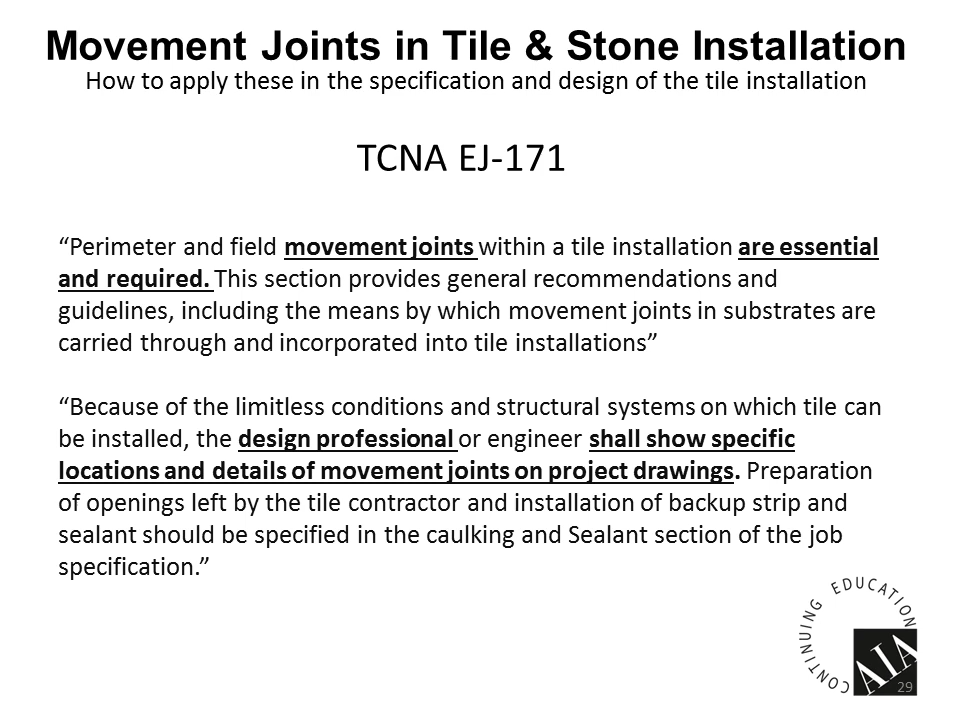 Movement Joints in Tile & Stone Installation
How to apply these in the specification and design of the tile installation
TCNA EJ-171
“Perimeter and field movement joints within a tile installation are essential
and required. This section provides general recommendations and
guidelines, including the means by which movement joints in substrates are
carried through and incorporated into tile installations”
“Because of the limitless conditions and structural systems on which tile can
be installed, the design professional or engineer shall show specific
locations and details of movement joints on project drawings. Preparation
of openings left by the tile contractor and installation of backup strip and
sealant should be specified in the caulking and Sealant section of the job
specification.”
CONTINUING EDUCATION
AIA
29